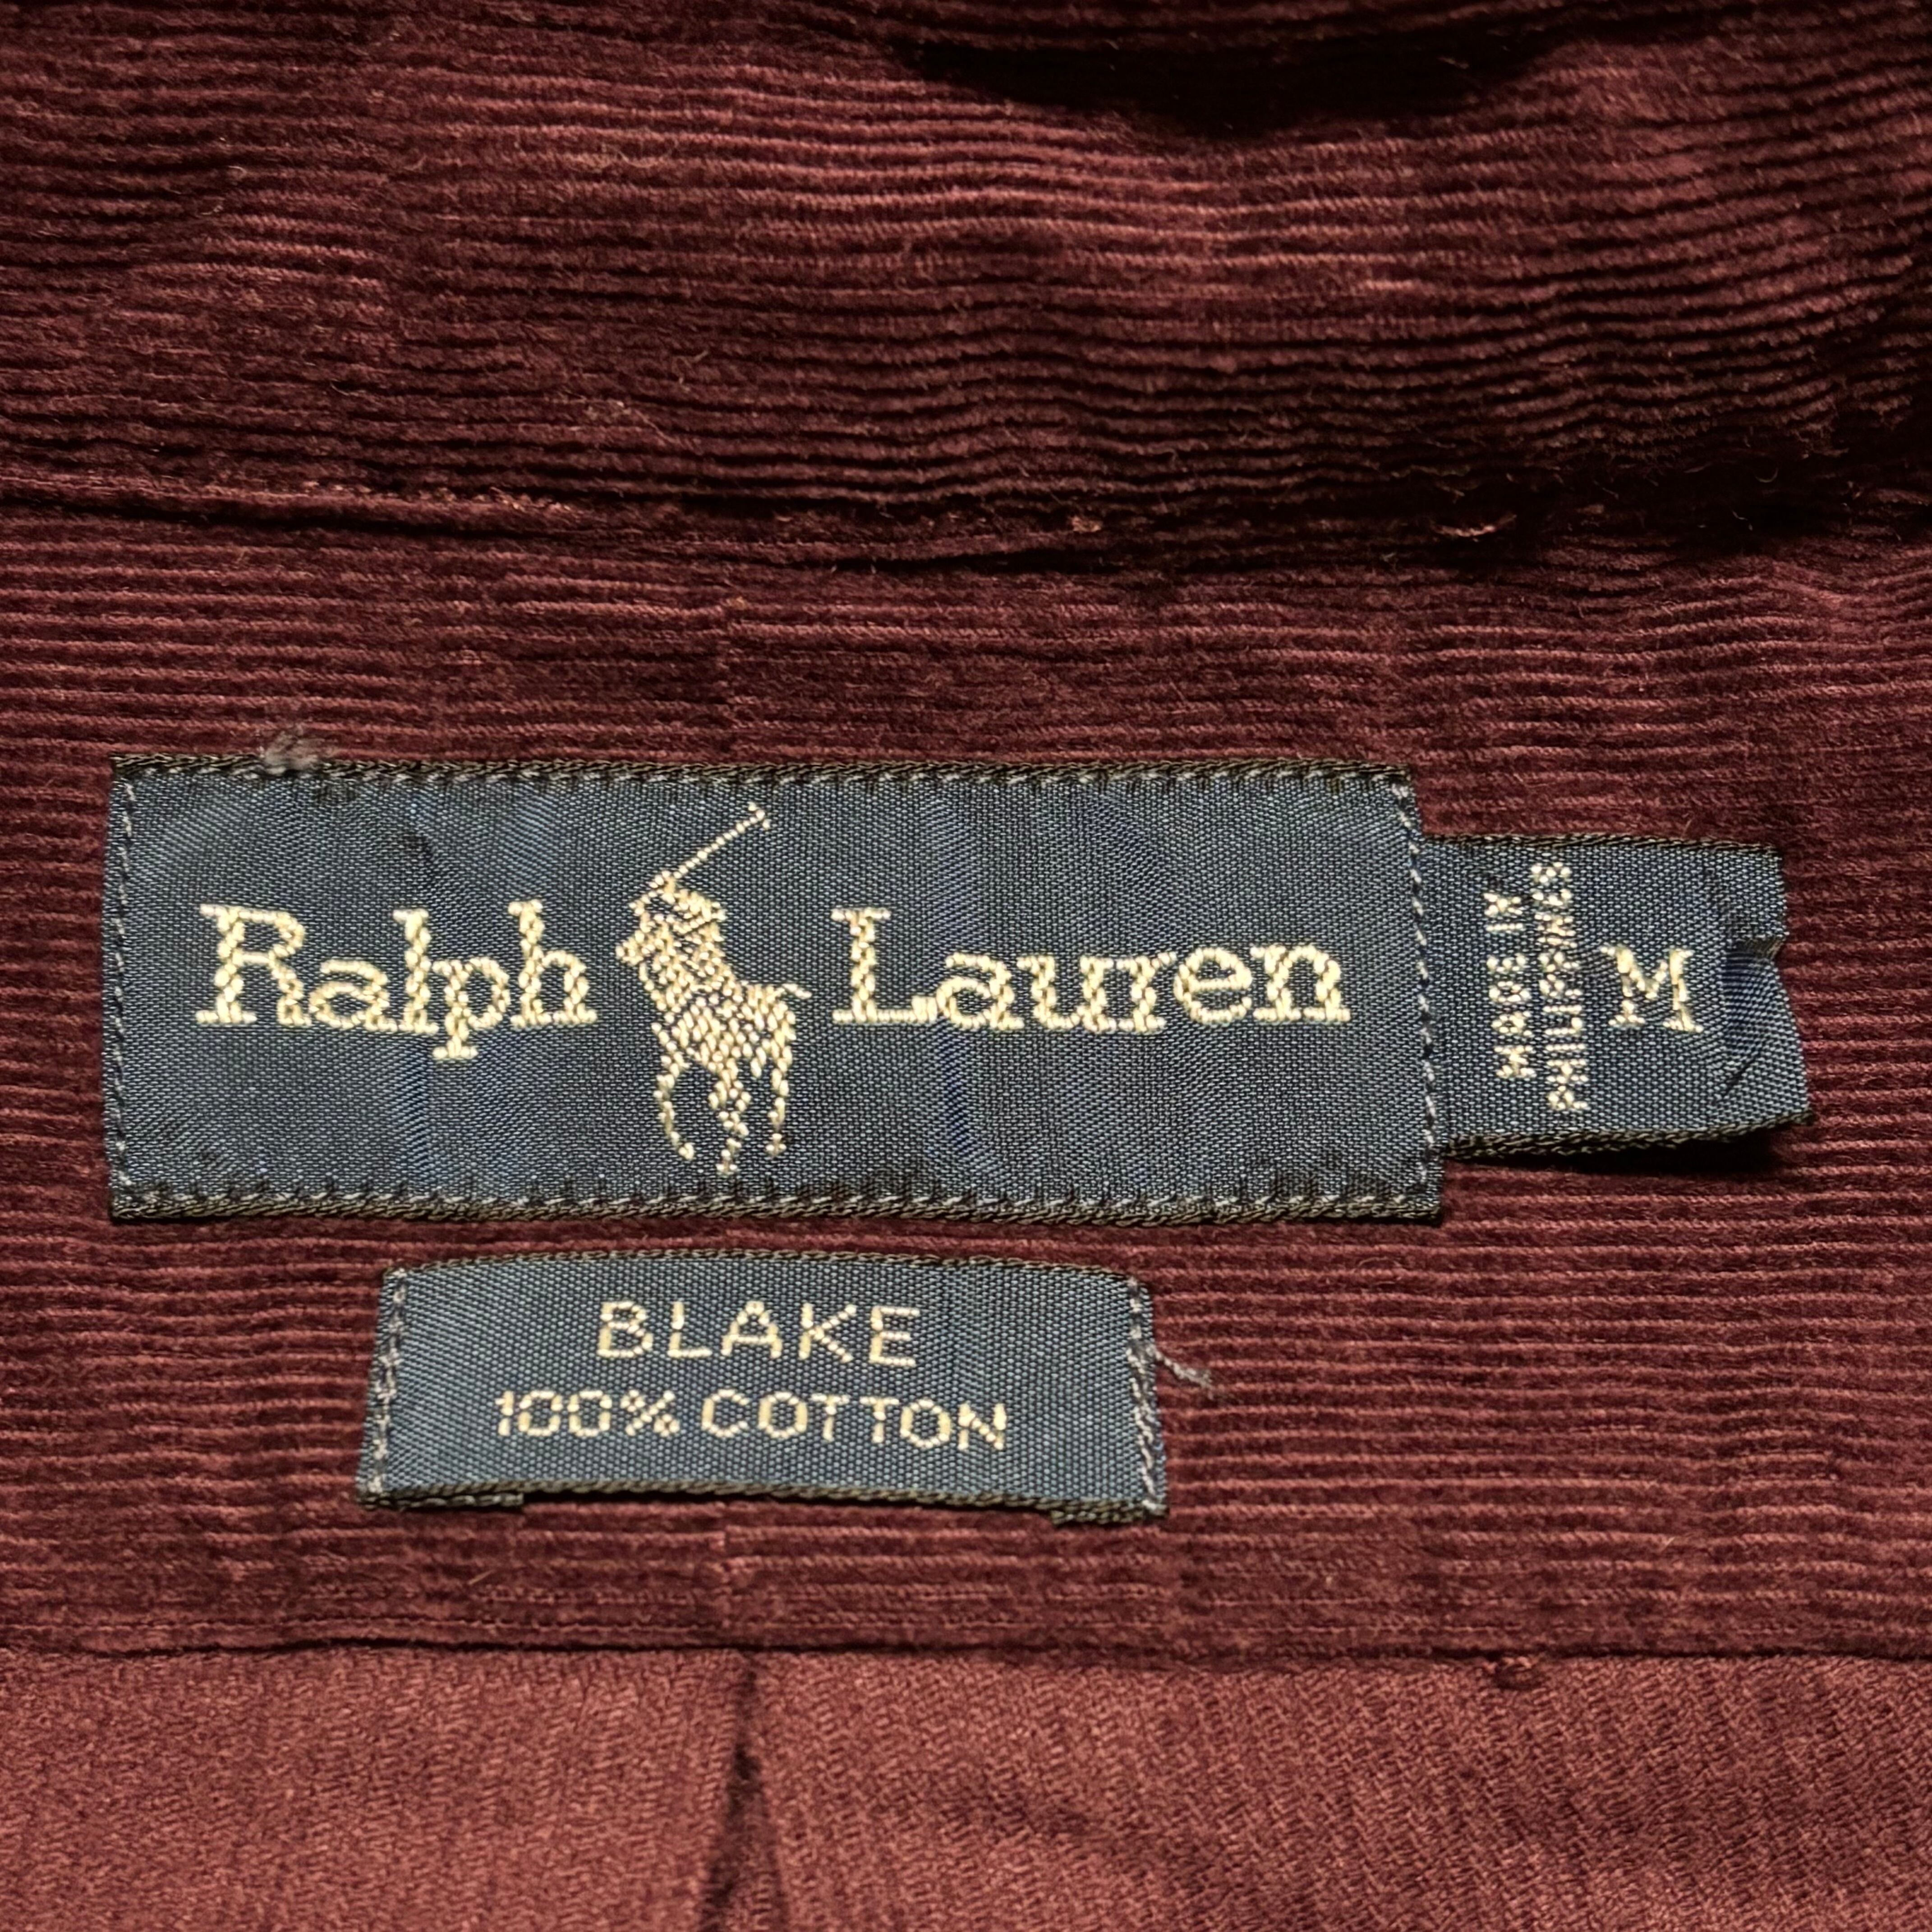 Ralph Lauren
MADE IN
PHILIPPINES
M
BLAKE
100% COTTON